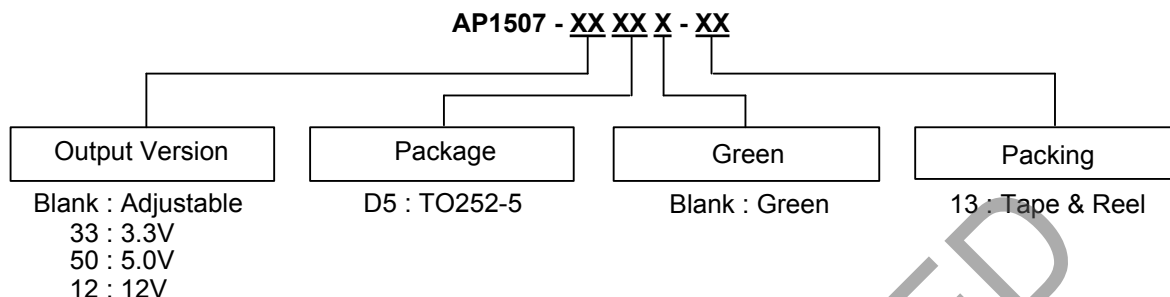 AP1507 - XX XX X - XX
Output Version
Package
Green
Packing
Blank : Adjustable
33 : 3.3V
50 : 5.0V
12 : 12V
D5 : TO252-5
Blank : Green
13 : Tape & Reel
ED